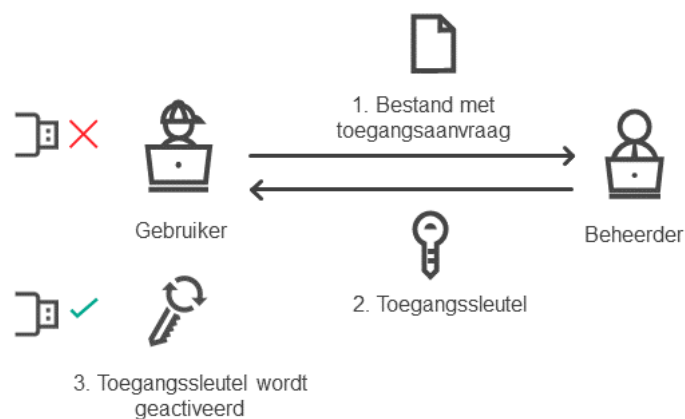 1. Bestand met
toegangsaanvraag
Gebruiker
Beheerder
2. Toegangssleutel
3. Toegangssleutel wordt
geactiveerd